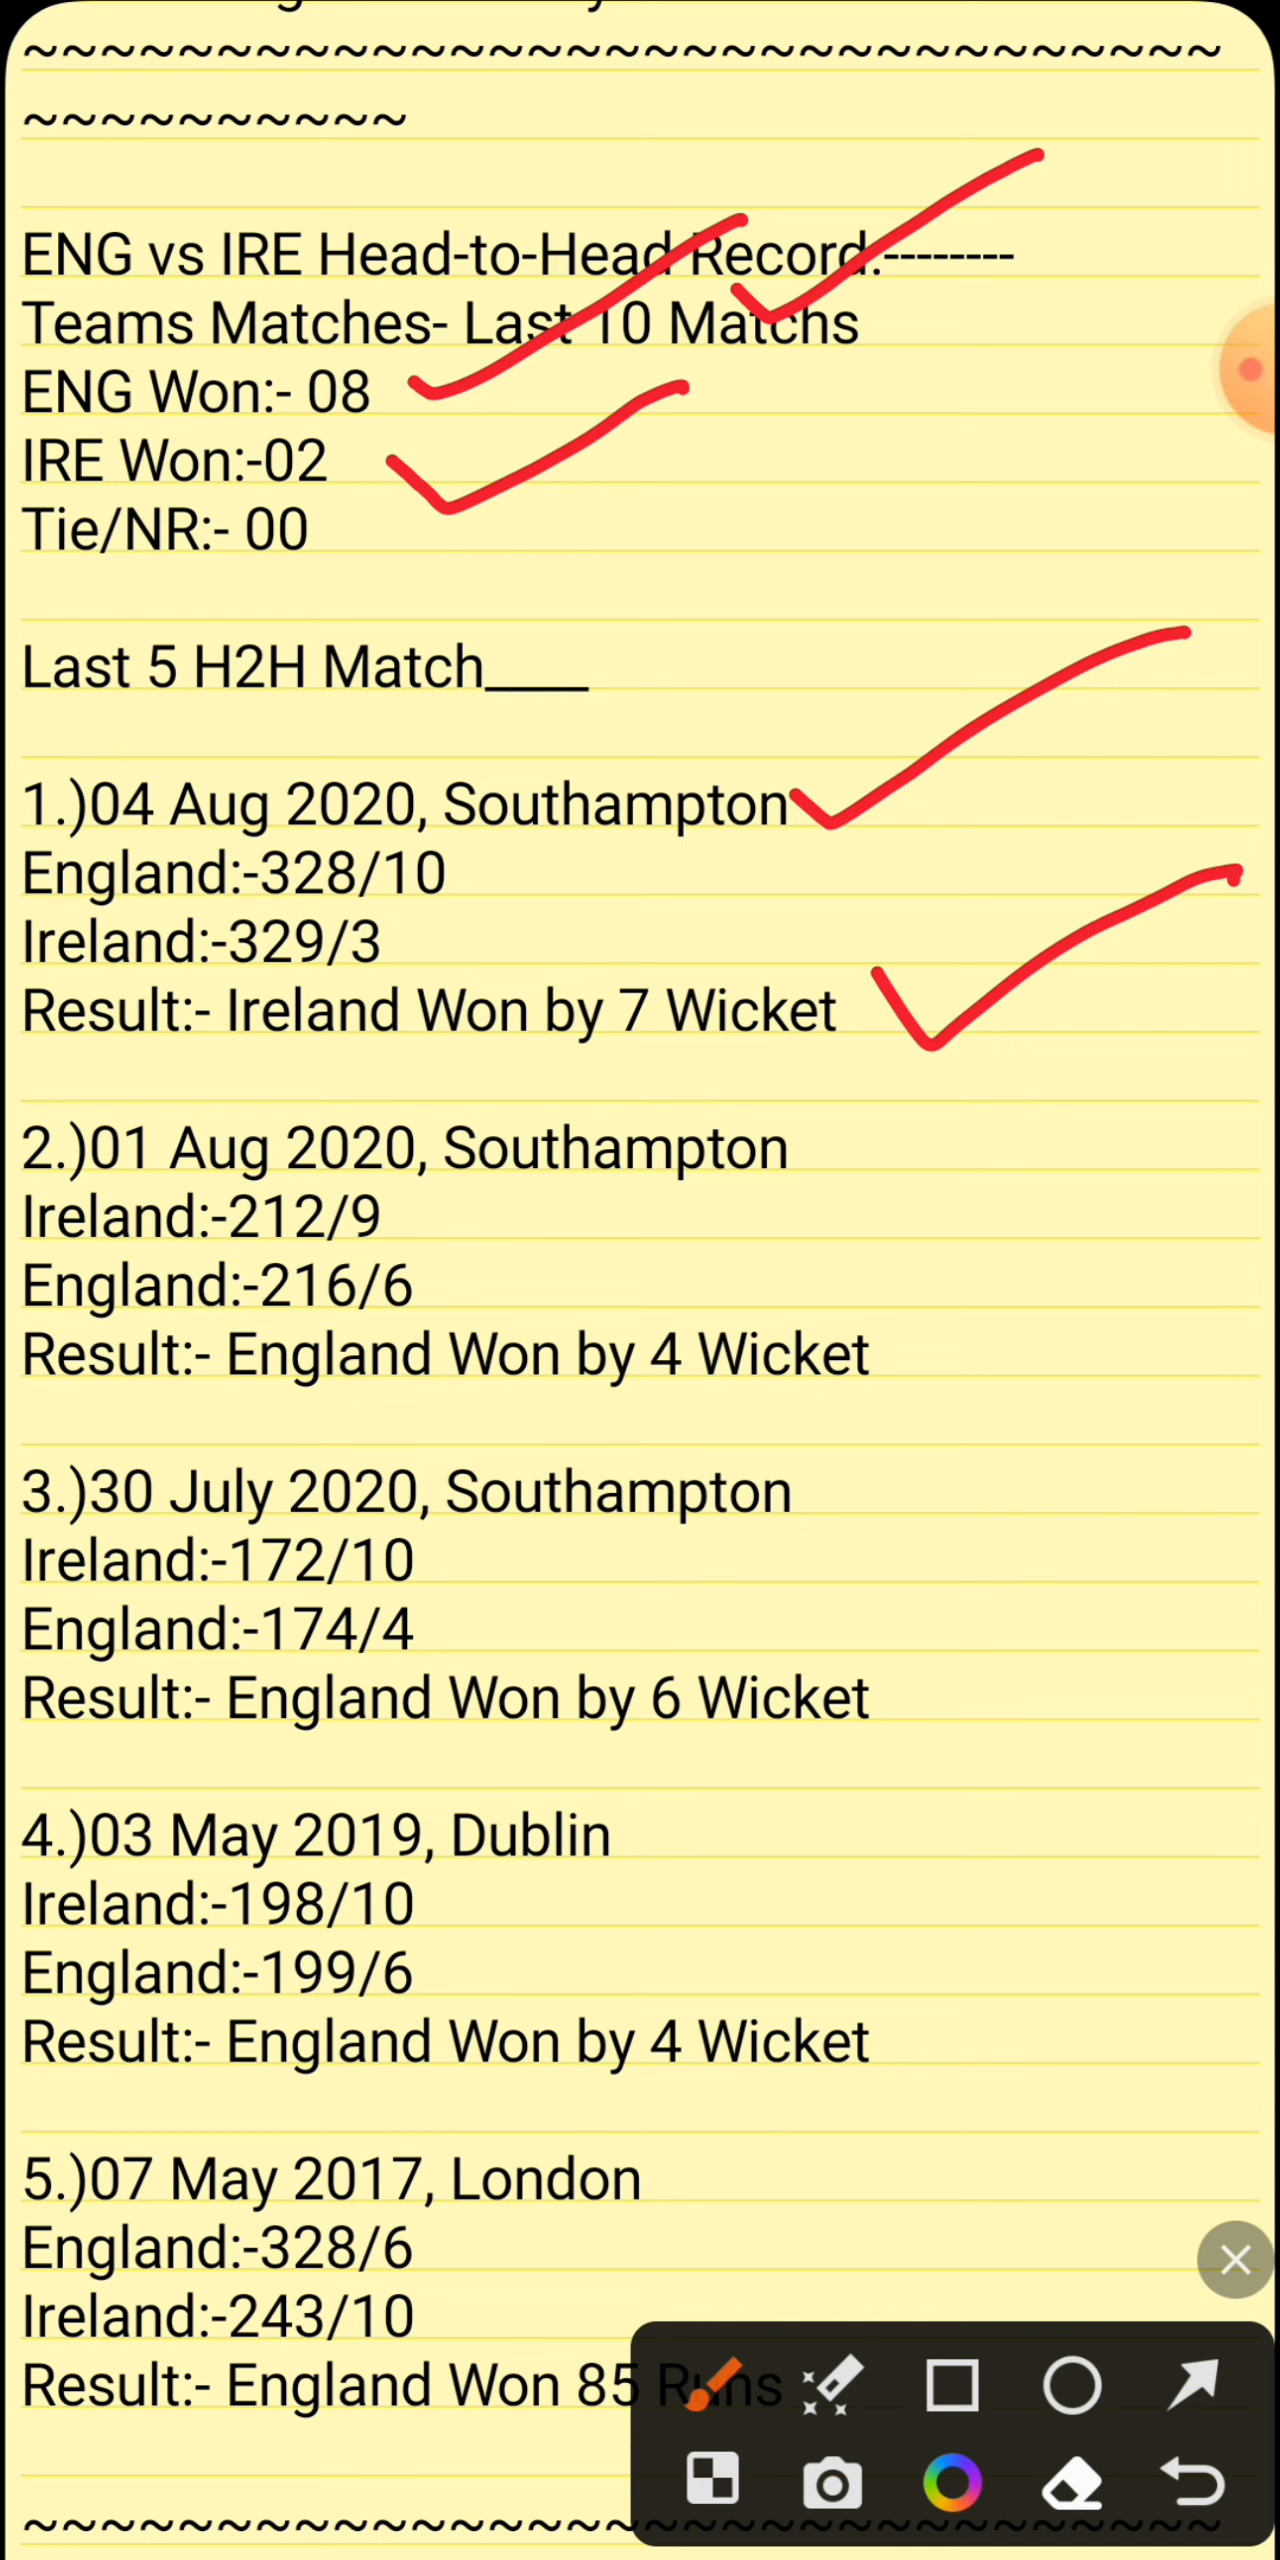 ~~~~~~~~~~~~~~~~~~~~~~~~~~~~~~~
~~~~~~~~~~
ENG vs IRE Head-to-Head Record:--------
Teams Matches- Last 10 Matchs
ENG Won:- 08
IRE Won:-02
Tie/NR:- 00
Last 5 H2H Match____
1.)04 Aug 2020, Southampton
England:-328/10
Ireland:-329/3
Result:- Ireland Won by 7 Wicket
2.)01 Aug 2020, Southampton
Ireland:-212/9
England:-216/6
Result:- England Won by 4 Wicket
3.)30 July 2020, Southampton
Ireland:-172/10
England:-174/4
Result:- England Won by 6 Wicket
4.)03 May 2019, Dublin
Ireland:-198/10
England:-199/6
Result:- England Won by 4 Wicket
5.)07 May 2017, London
England:-328/6
Ireland:-243/10
Result:- England Won 85 Runs
~~~~~~~~~~~~~~~~~~~~~~~~~~~~~~~